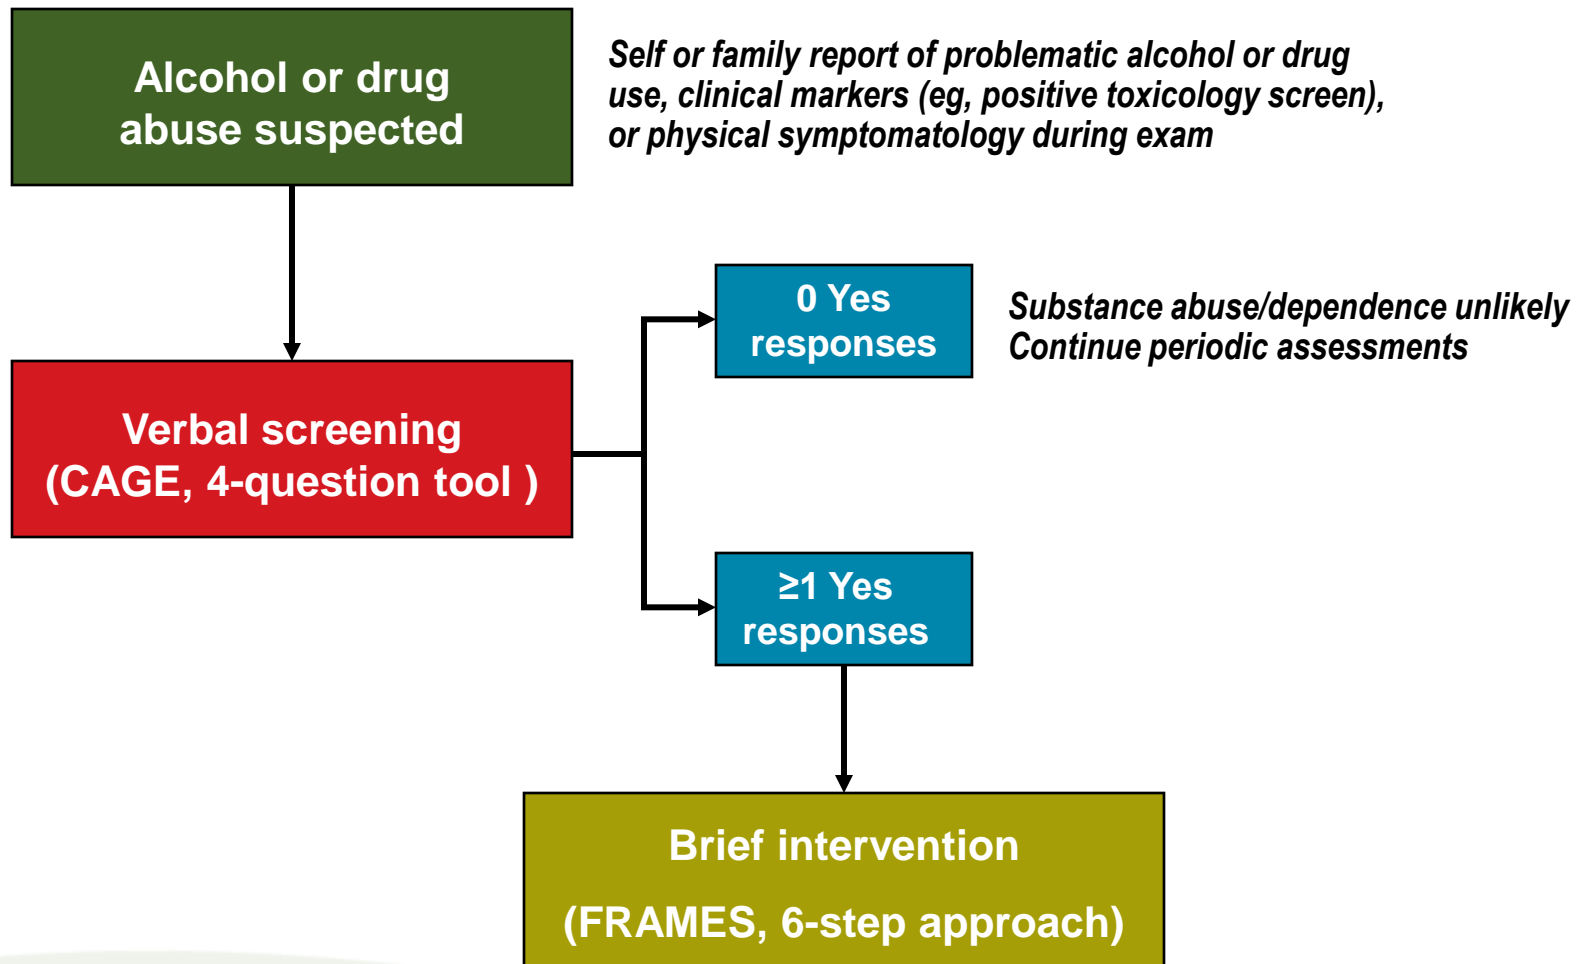 Alcohol or drug
abuse suspected
Self or family report of problematic alcohol or drug
use, clinical markers (eg, positive toxicology screen),
or physical symptomatology during exam
Verbal screening
(CAGE, 4-question tool )
0 Yes
responses
Substance abuse/dependence unlikely
Continue periodic assessments
≥1 Yes
responses
Brief intervention
(FRAMES, 6-step approach)